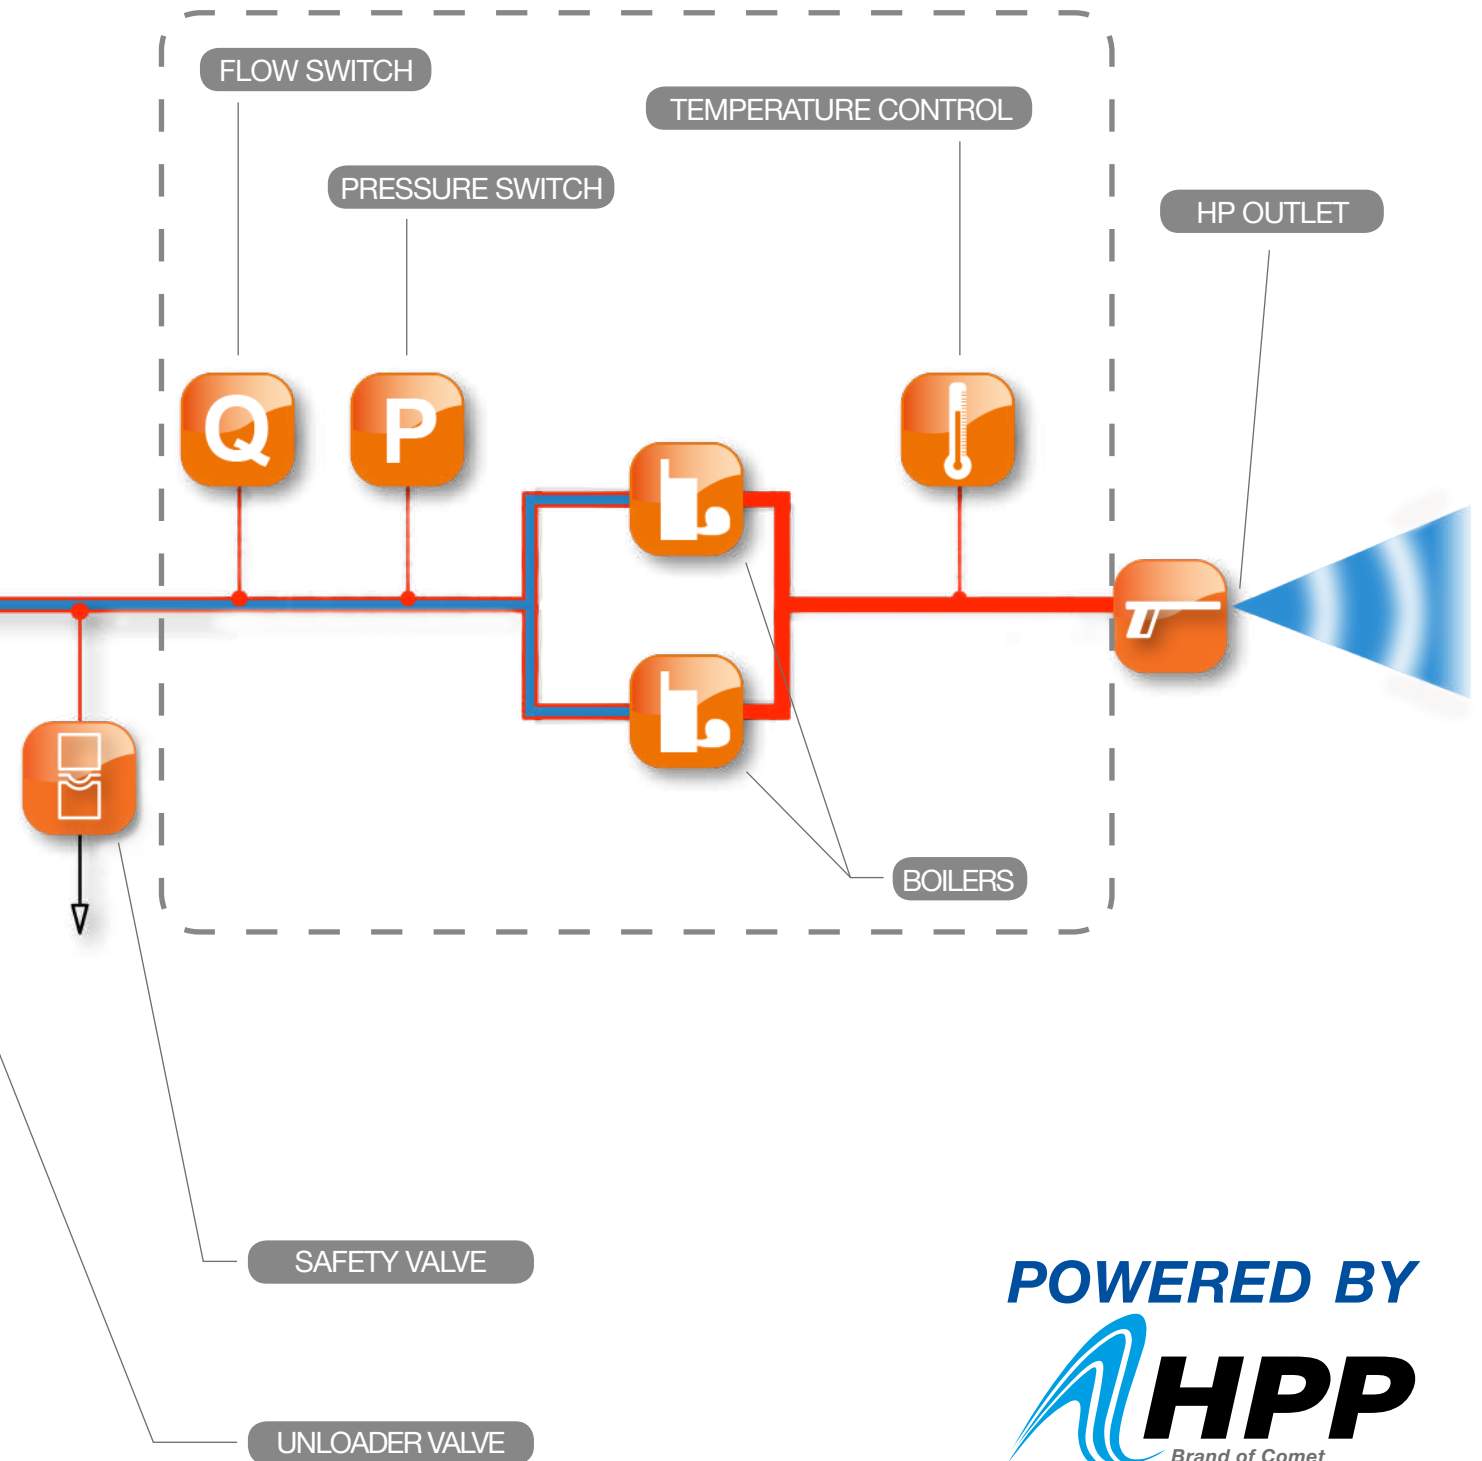 FLOW SWITCH
TEMPERATURE CONTROL
PRESSURE SWITCH
HP OUTLET
Q
P
BOILERS
SAFETY VALVE
UNLOADER VALVE
POWERED BY
HPP
Brand of Comet